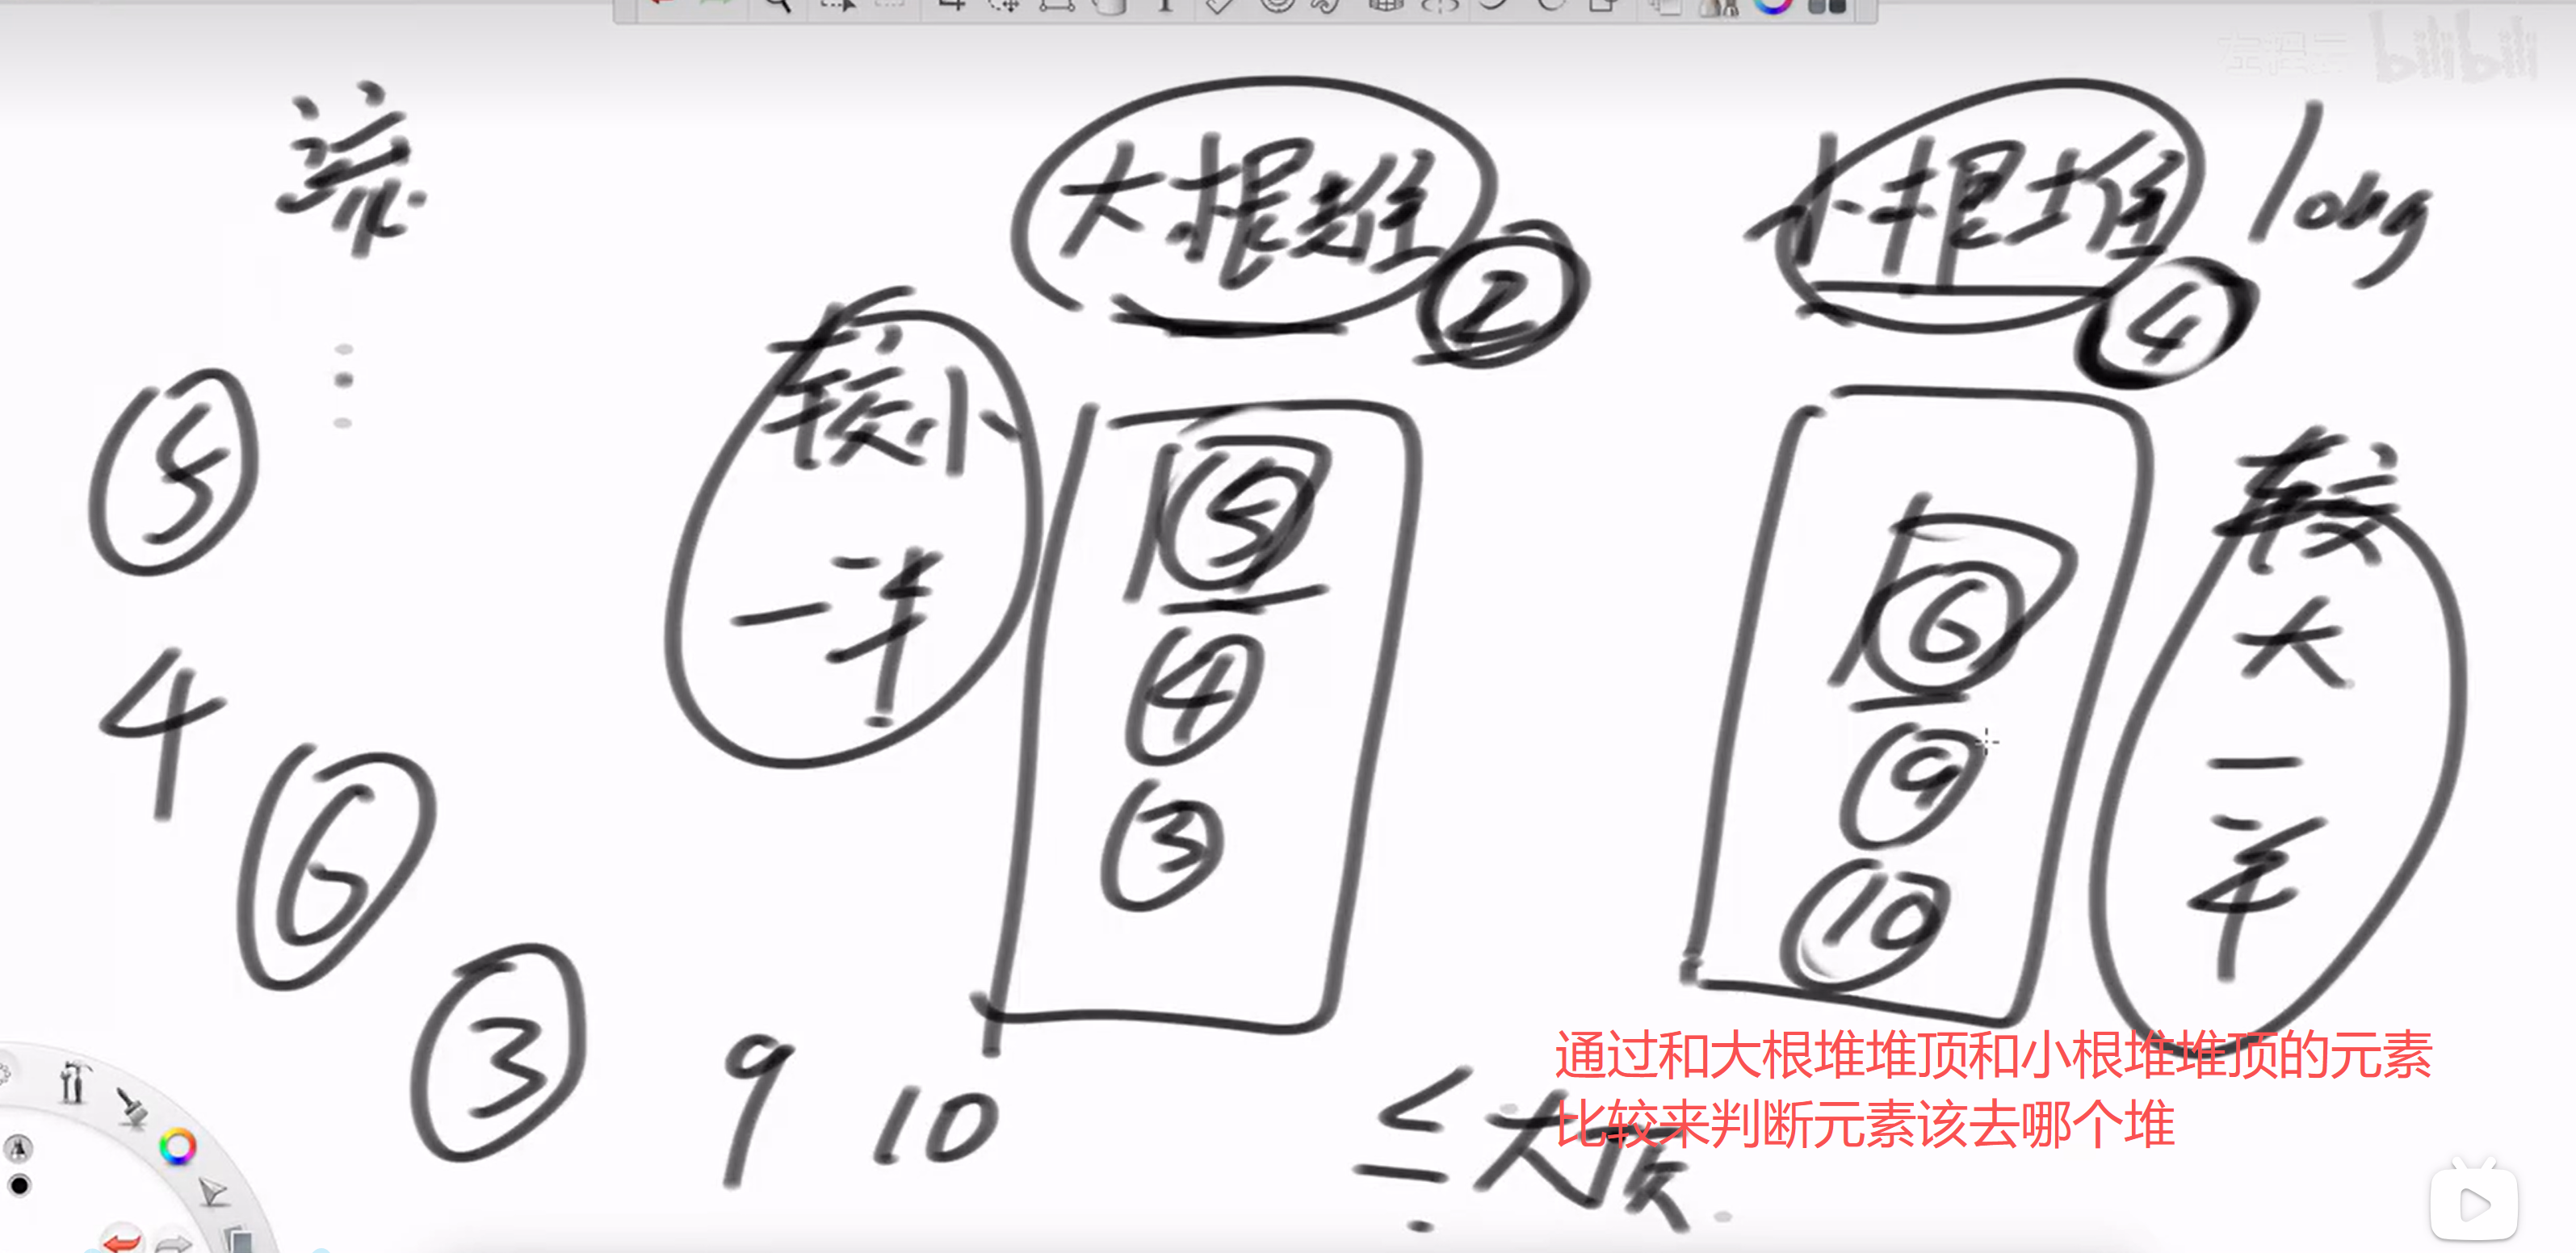 流
大根堆
②
小根堆
④
long
较小
一半
较
大
一
半
⑤
4
⑥
③
9
10
⑤
④
③
⑥
⑨
⑩
≤大顶
通过和大根堆堆顶和小根堆堆顶的元素
比较来判断元素该去哪个堆
bilibili